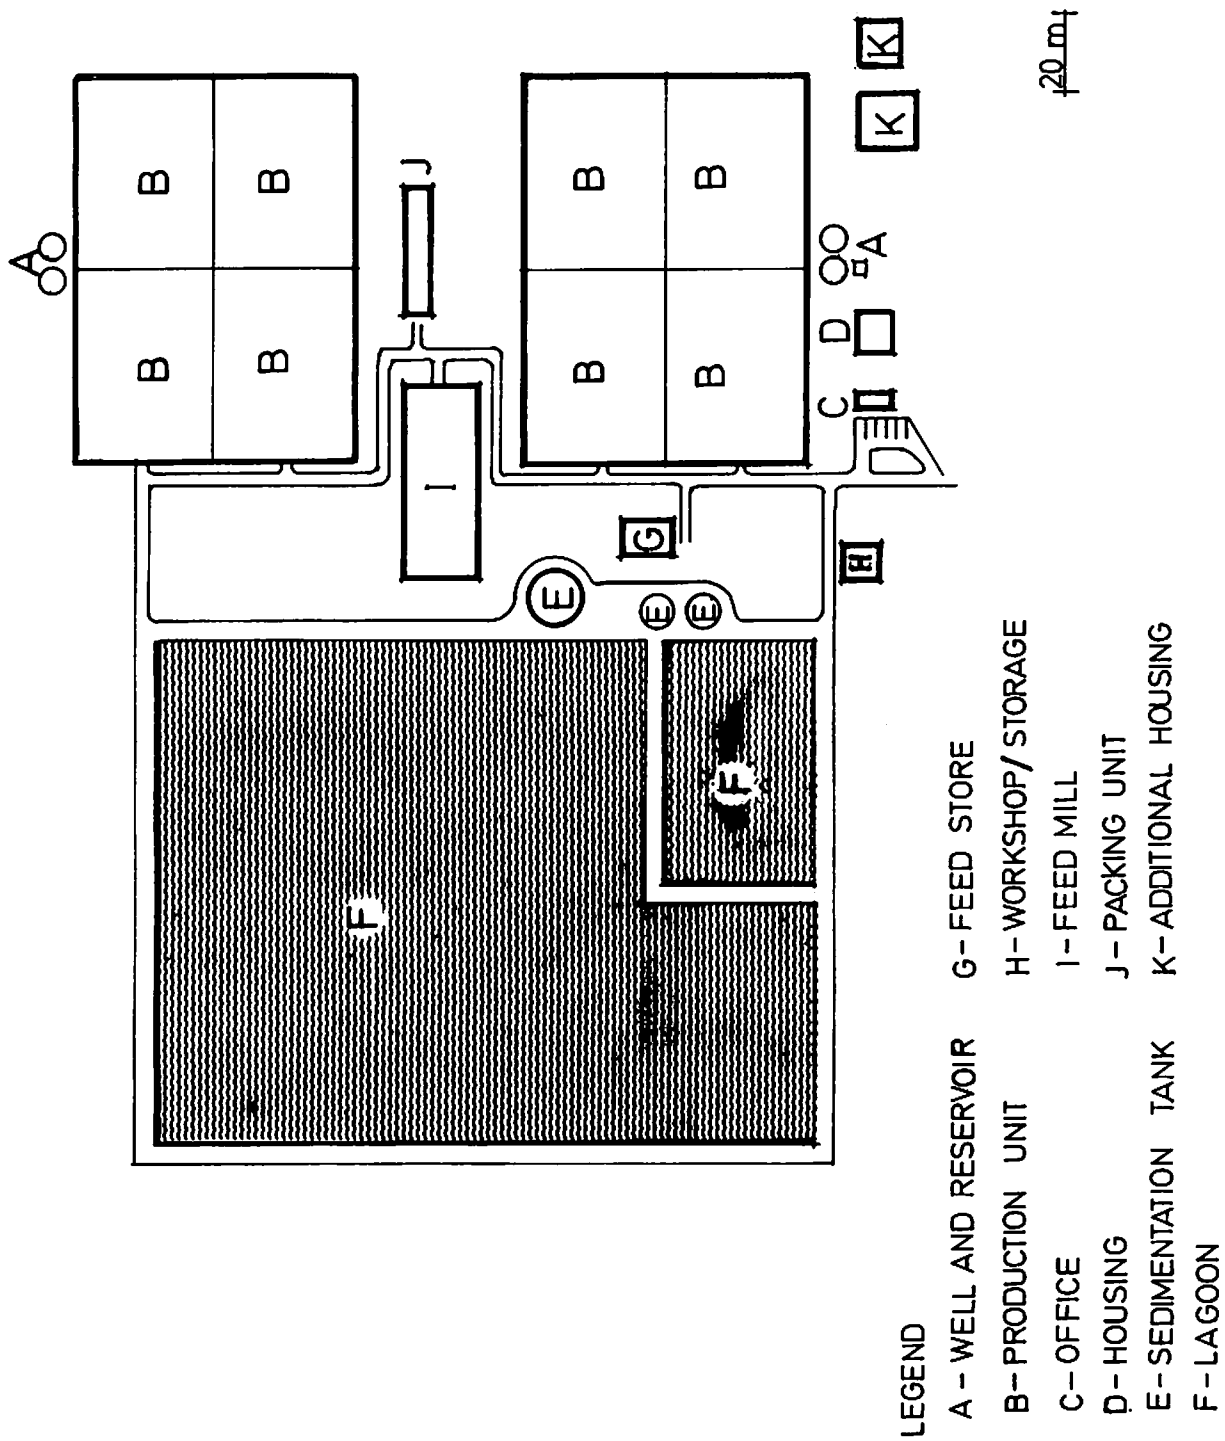 A
B B
B B
F
I J
E B B
E G
E B B
F
C D A
H K K
20 m
LEGEND
A – WELL AND RESERVOIR
B – PRODUCTION UNIT
C – OFFICE
D – HOUSING
E – SEDIMENTATION TANK
F – LAGOON
G – FEED STORE
H – WORKSHOP/STORAGE
I – FEED MILL
J – PACKING UNIT
K – ADDITIONAL HOUSING